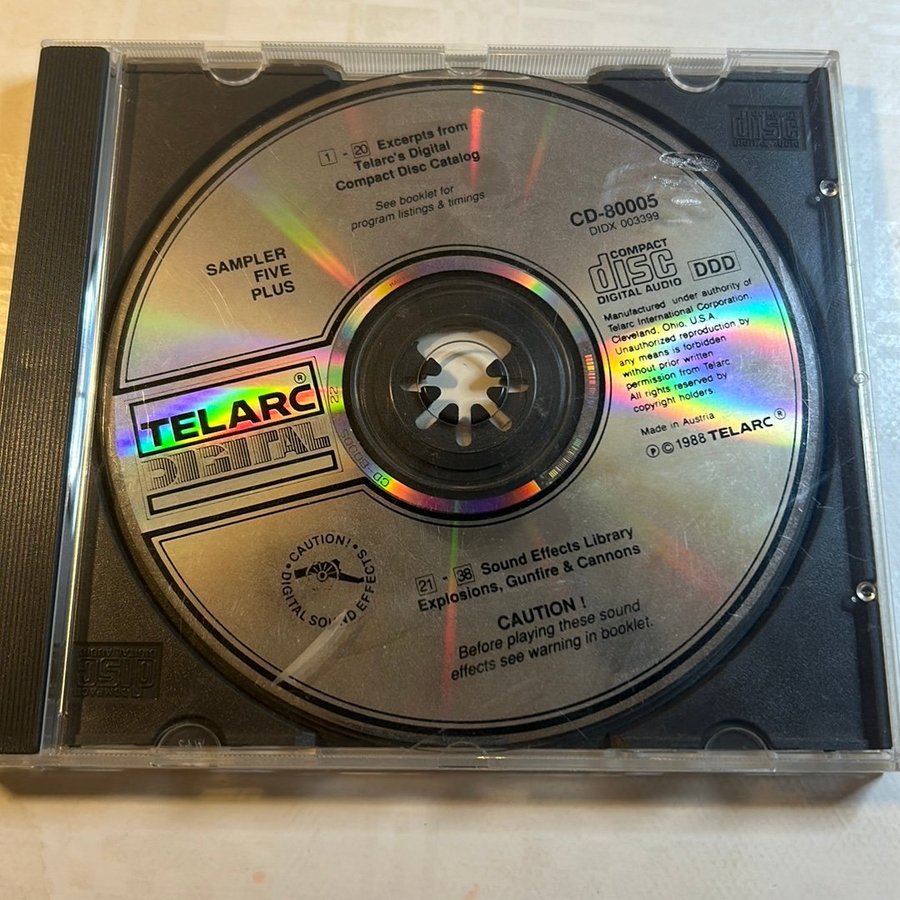 1 - 20 Excerpts from
Telarc's Digital
Compact Disc Catalog
See booklet for
program listings & timings
SAMPLER
FIVE
PLUS
CD-80005
DIDX 003399
COMPACT
disc
DIGITAL AUDIO
DDD
Manufactured under authority of
Telarc International Corporation,
Cleveland, Ohio, U.S.A.
Unauthorized reproduction by
any means is forbidden
without prior written
permission from Telarc
All rights reserved by
copyright holders.
Made in Austria
℗ © 1988 TELARC ®
TELARC ®
DIGITAL
• CAUTION! •
DIGITAL SOUND EFFECTS
21 - 38 Sound Effects Library
Explosions, Gunfire & Cannons
CAUTION !
Before playing these sound
effects see warning in booklet.
disc
COMPACT
disc
DIGITAL AUDIO